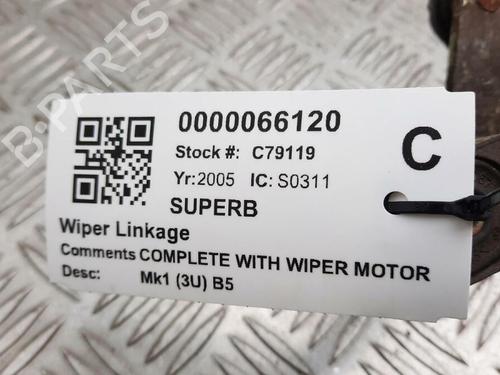 B-PARTS
0000066120
Stock #: C79119
Yr:2005 IC: S0311
SUPERB
C
Wiper Linkage
Comments COMPLETE WITH WIPER MOTOR
Desc: Mk1 (3U) B5